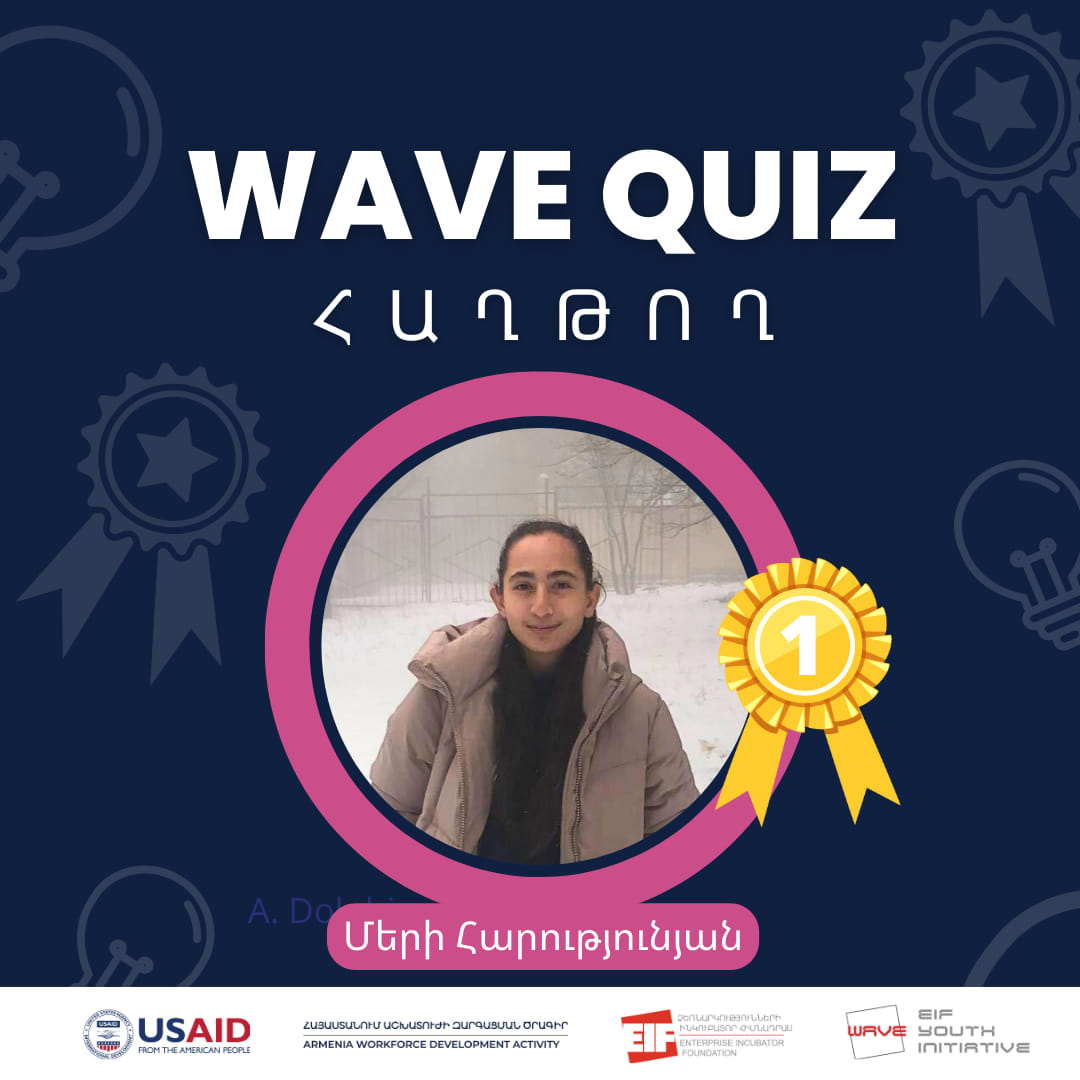 WAVE QUIZ
ՀԱՂԹՈՂ
1
A.
Մերի Հարությունյան
USAID
USAID
FROM THE AMERICAN PEOPLE
ՀԱՅԱՍՏԱՆՈՒՄ ԱՇԽԱՏՈՒԺԻ ԶԱՐԳԱՑՄԱՆ ԾՐԱԳԻՐ
ARMENIA WORKFORCE DEVELOPMENT ACTIVITY
EIF
ՁԵՌՆԱՐԿՈՒԹՅՈՒՆՆԵՐԻ
ԻՆԿՈՒԲԱՏՈՐ ՀԻՄՆԱԴՐԱՄ
ENTERPRISE INCUBATOR
FOUNDATION
WAVE
EIF
YOUTH
INITIATIVE